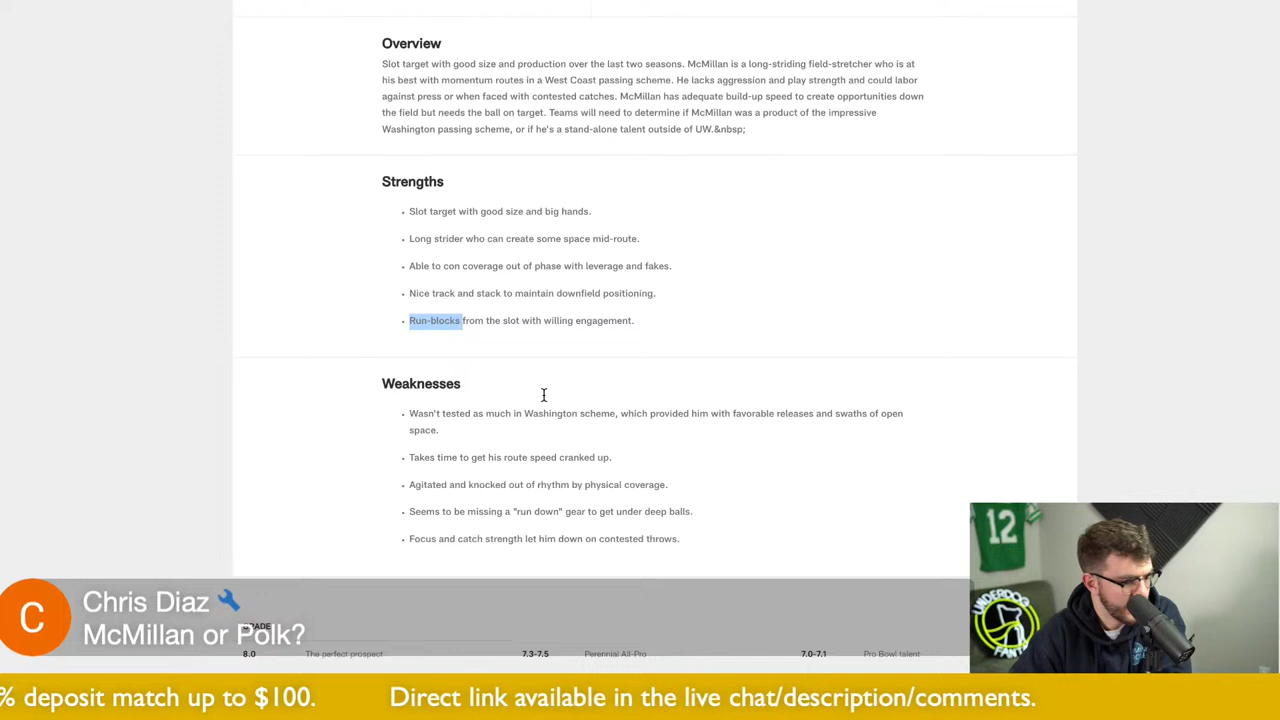 Overview
Slot target with good size and production over the last two seasons. McMillan is a long-striding field-stretcher who is at
his best with momentum routes in a West Coast passing scheme. He lacks aggression and play strength and could labor
against press or when faced with contested catches. McMillan has adequate build-up speed to create opportunities down
the field but needs the ball on target. Teams will need to determine if McMillan was a product of the impressive
Washington passing scheme, or if he's a stand-alone talent outside of UW.&nbsp;
Strengths
• Slot target with good size and big hands.
• Long strider who can create some space mid-route.
• Able to con coverage out of phase with leverage and fakes.
• Nice track and stack to maintain downfield positioning.
• Run-blocks from the slot with willing engagement.
Weaknesses
• Wasn't tested as much in Washington scheme, which provided him with favorable releases and swaths of open
space.
• Takes time to get his route speed cranked up.
• Agitated and knocked out of rhythm by physical coverage.
• Seems to be missing a "run down" gear to get under deep balls.
• Focus and catch strength let him down on contested throws.
12
UNDERDOG
FANTA
C
Chris Diaz
McMillan or Polk?
GRADE
8.0 The perfect prospect 7.3-7.5 Perennial All-Pro 7.0-7.1 Pro Bowl talent
% deposit match up to $100. Direct link available in the live chat/description/comments.